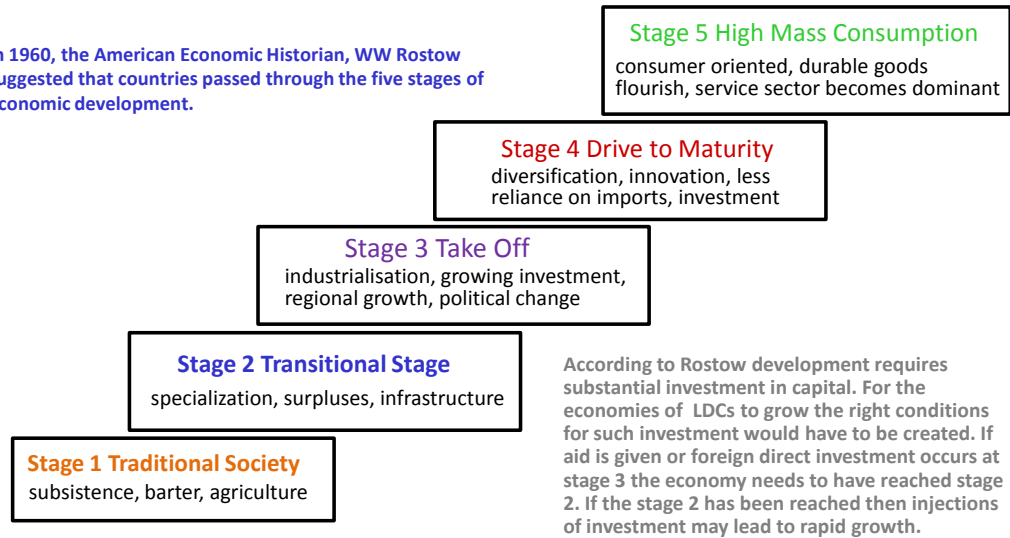 n 1960, the American Economic Historian, WW Rostow
uggested that countries passed through the five stages of
conomic development.
Stage 5 High Mass Consumption
consumer oriented, durable goods
flourish, service sector becomes dominant
Stage 4 Drive to Maturity
diversification, innovation, less
reliance on imports, investment
Stage 3 Take Off
industrialisation, growing investment,
regional growth, political change
Stage 2 Transitional Stage
specialization, surpluses, infrastructure
Stage 1 Traditional Society
subsistence, barter, agriculture
According to Rostow development requires
substantial investment in capital. For the
economies of LDCs to grow the right conditions
for such investment would have to be created. If
aid is given or foreign direct investment occurs at
stage 3 the economy needs to have reached stage
2. If the stage 2 has been reached then injections
of investment may lead to rapid growth.